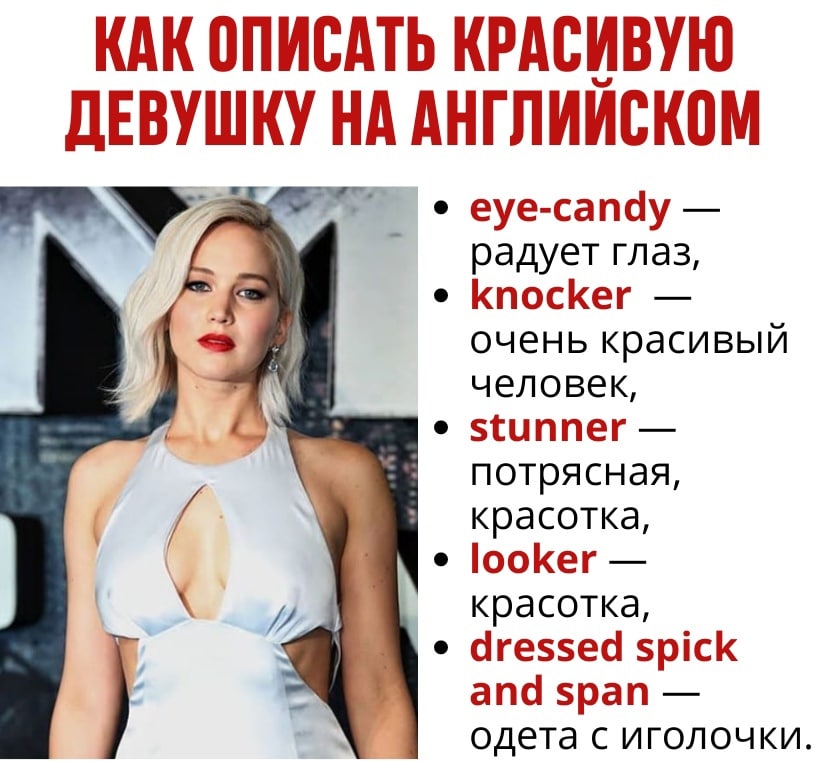 КАК ОПИСАТЬ КРАСИВУЮ
ДЕВУШКУ НА АНГЛИЙСКОМ
• eye-candy —
радует глаз,
• knocker —
очень красивый
человек,
• stunner —
потрясная,
красотка,
• looker —
красотка,
• dressed spick
and span —
одета с иголочки.